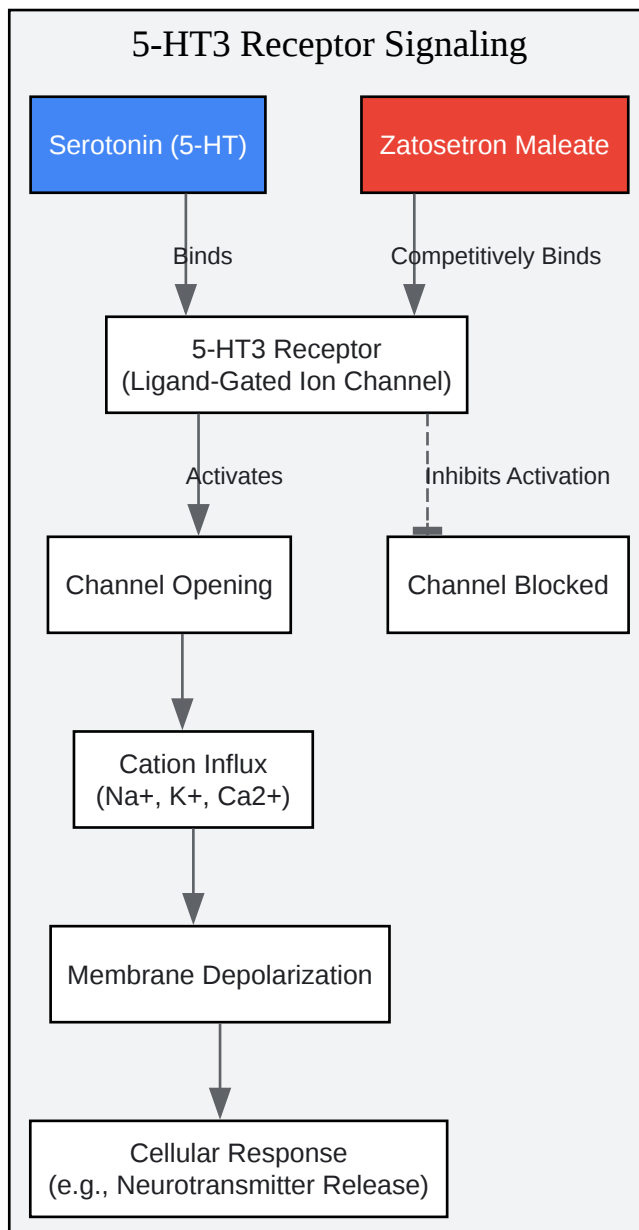 5-HT3 Receptor Signaling
Serotonin (5-HT)
Zatosetron Maleate
Binds
Competitively Binds
5-HT3 Receptor
(Ligand-Gated Ion Channel)
Activates
Inhibits Activation
Channel Opening
Channel Blocked
Cation Influx
(Na+, K+, Ca2+)
Membrane Depolarization
Cellular Response
(e.g., Neurotransmitter Release)